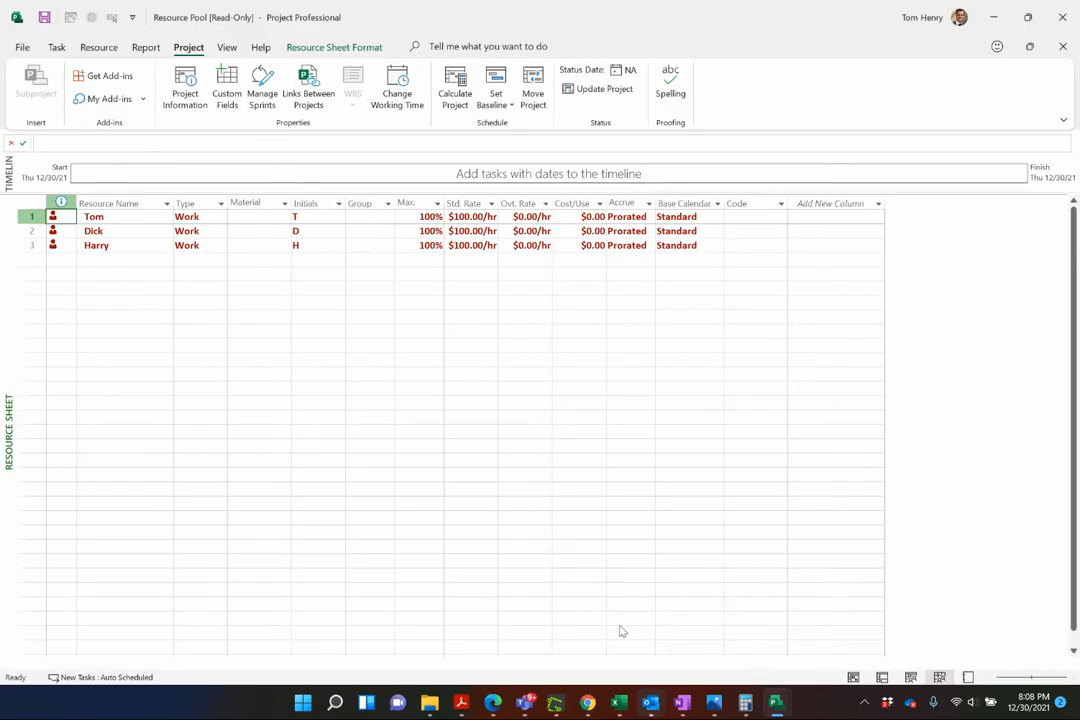 Resource Pool [Read-Only] - Project Professional
Tom Henry
File Task Resource Report Project View Help Resource Sheet Format Tell me what you want to do
Subproject
Get Add-ins
My Add-ins
Project Information
Custom Fields
Manage Sprints
Links Between Projects
WBS
Change Working Time
Calculate Project
Set Baseline
Move Project
Status Date: NA
Update Project
abc
Spelling
Insert Add-ins Properties Schedule Status Proofing
TIMELIN
Start
Thu 12/30/21
Add tasks with dates to the timeline
Finish
Thu 12/30/21
Resource Name Type Material Initials Group Max. Std. Rate Ovt. Rate Cost/Use Accrue Base Calendar Code Add New Column
1 Tom Work T 100% $100.00/hr $0.00/hr $0.00 Prorated Standard
2 Dick Work D 100% $100.00/hr $0.00/hr $0.00 Prorated Standard
3 Harry Work H 100% $100.00/hr $0.00/hr $0.00 Prorated Standard
RESOURCE SHEET
Ready New Tasks : Auto Scheduled
8:08 PM
12/30/2021